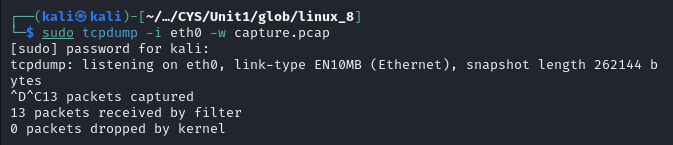 ┌──(kali㉿kali)-[~/…/CYS/Unit1/glob/linux_8]
└─$ sudo tcpdump -i eth0 -w capture.pcap
[sudo] password for kali:
tcpdump: listening on eth0, link-type EN10MB (Ethernet), snapshot length 262144 b
ytes
^D^C13 packets captured
13 packets received by filter
0 packets dropped by kernel